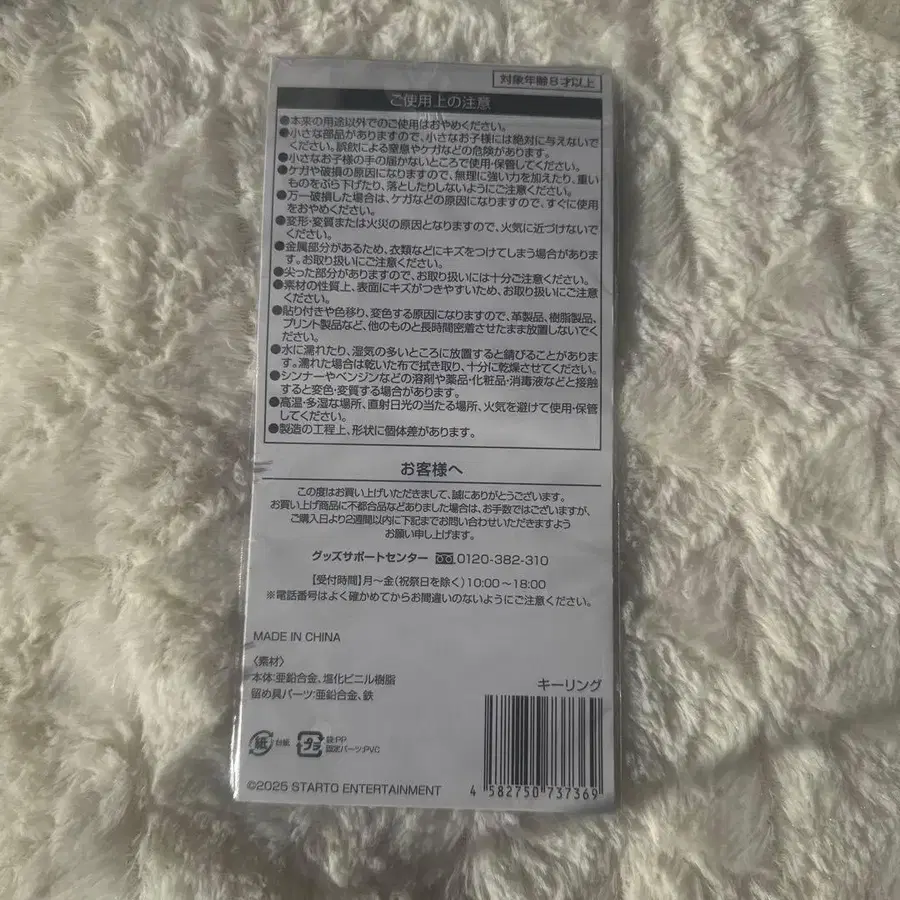 対象年齢8才以上
ご使用上の注意
●本来の用途以外でのご使用はおやめください。
●小さな部品がありますので、小さなお子様には絶対に与えないで
ください。誤飲による窒息やケガなどの危険があります。
●小さなお子様の手の届かないところで使用・保管してください。
●ケガや破損の原因になりますので、無理に強い力を加えたり、重い
ものをぶら下げたり、落としたりしないようにご注意ください。
●万一破損した場合は、ケガなどの原因になりますので、すぐに使用
をおやめください。
●変形・変質または火災の原因となりますので、火気に近づけないで
ください。
●金属部分があるため、衣類などにキズをつけてしまう場合がありま
す。お取り扱いにご注意ください。
●尖った部分がありますので、お取り扱いには十分ご注意ください。
●素材の性質上、表面にキズがつきやすいため、お取り扱いにご注意
ください。
●貼り付きや色移り、変色する原因になりますので、革製品、樹脂製品、
プリント製品など、他のものと長時間密着させたまま放置しないでく
ださい。
●水に濡れたり、湿気の多いところに放置すると錆びることがありま
す。濡れた場合は乾いた布で拭き取り、十分に乾燥させてください。
●シンナーやベンジンなどの溶剤や薬品・化粧品・消毒液などと接触
すると変色・変質する場合があります。
●高温・多湿な場所、直射日光の当たる場所、火気を避けて使用・保管
してください。
●製造の工程上、形状に個体差があります。
お客様へ
この度はお買い上げいただきまして、誠にありがとうございます。
お買い上げ商品に不都合品などありました場合は、お手数ではございますが、
ご購入日より2週間以内に下記までお問い合わせいただきますよう
お願い申し上げます。
グッズサポートセンター 0120-382-310
【受付時間】月〜金(祝祭日を除く)10:00〜18:00
※電話番号はよく確かめてからお間違いのないようにご注意ください。
MADE IN CHINA
〈素材〉
本体:亜鉛合金、塩化ビニル樹脂
留め具パーツ:亜鉛合金、鉄
キーリング
紙 台紙 プラ 袋:PP
固定パーツ:PVC
©2025 STARTO ENTERTAINMENT
4 582750 737369